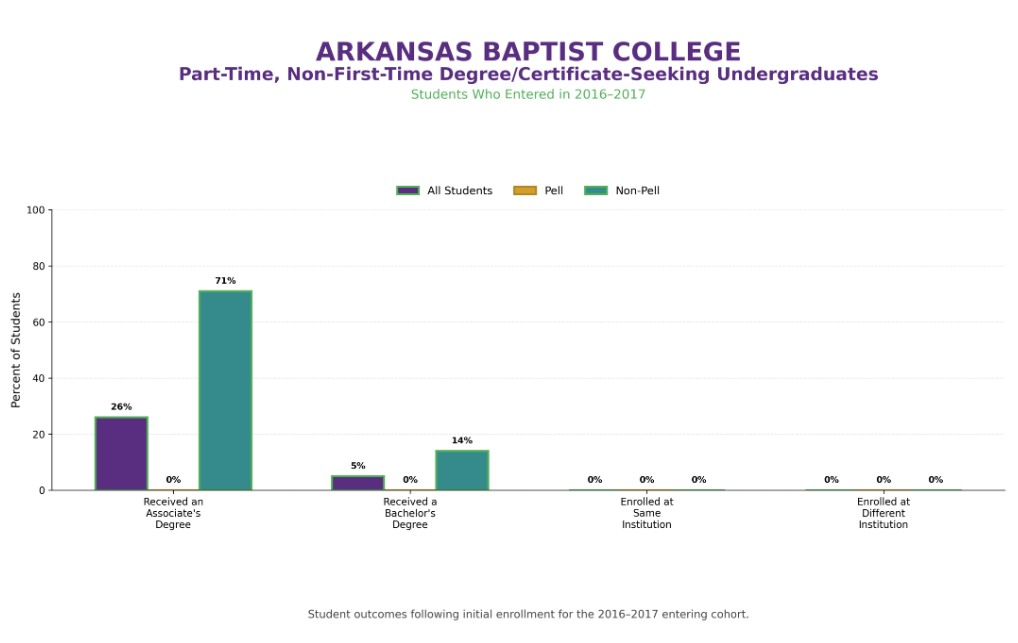 ARKANSAS BAPTIST COLLEGE
Part-Time, Non-First-Time Degree/Certificate-Seeking Undergraduates
Students Who Entered in 2016–2017
All Students Pell Non-Pell
Percent of Students
100
80
60
40
20
0
26% 0% 71%
5% 0% 14%
0% 0% 0%
0% 0% 0%
Received an
Associate's
Degree
Received a
Bachelor's
Degree
Enrolled at
Same
Institution
Enrolled at
Different
Institution
Student outcomes following initial enrollment for the 2016–2017 entering cohort.